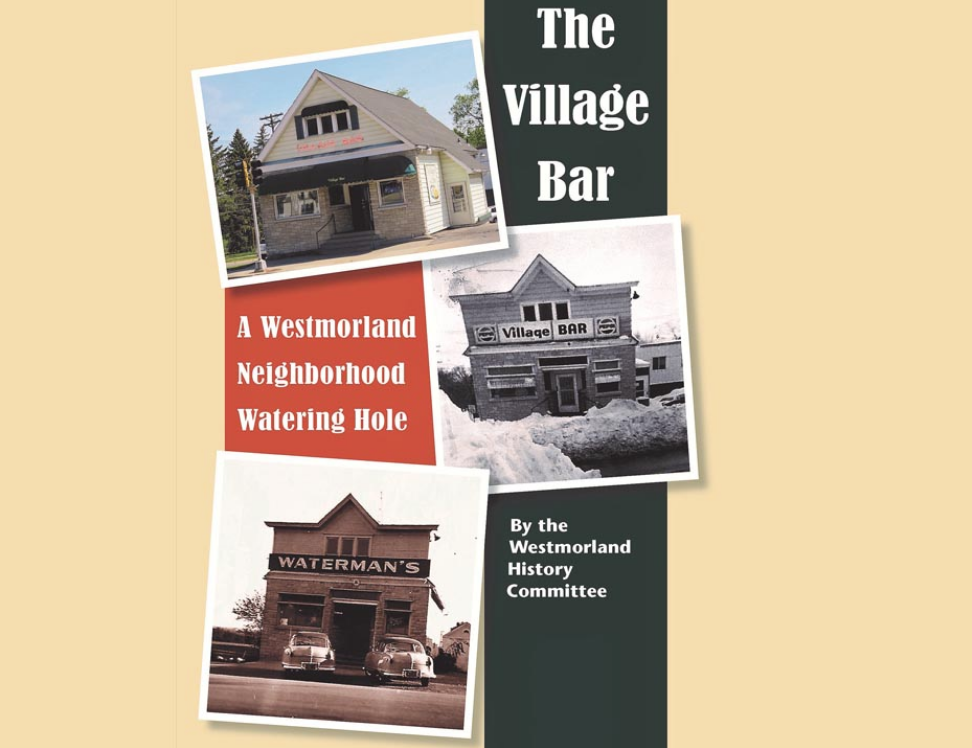 The
Village
Bar
Village BAR
A Westmorland
Neighborhood
Watering Hole
WATERMAN'S
By the
Westmorland
History
Committee